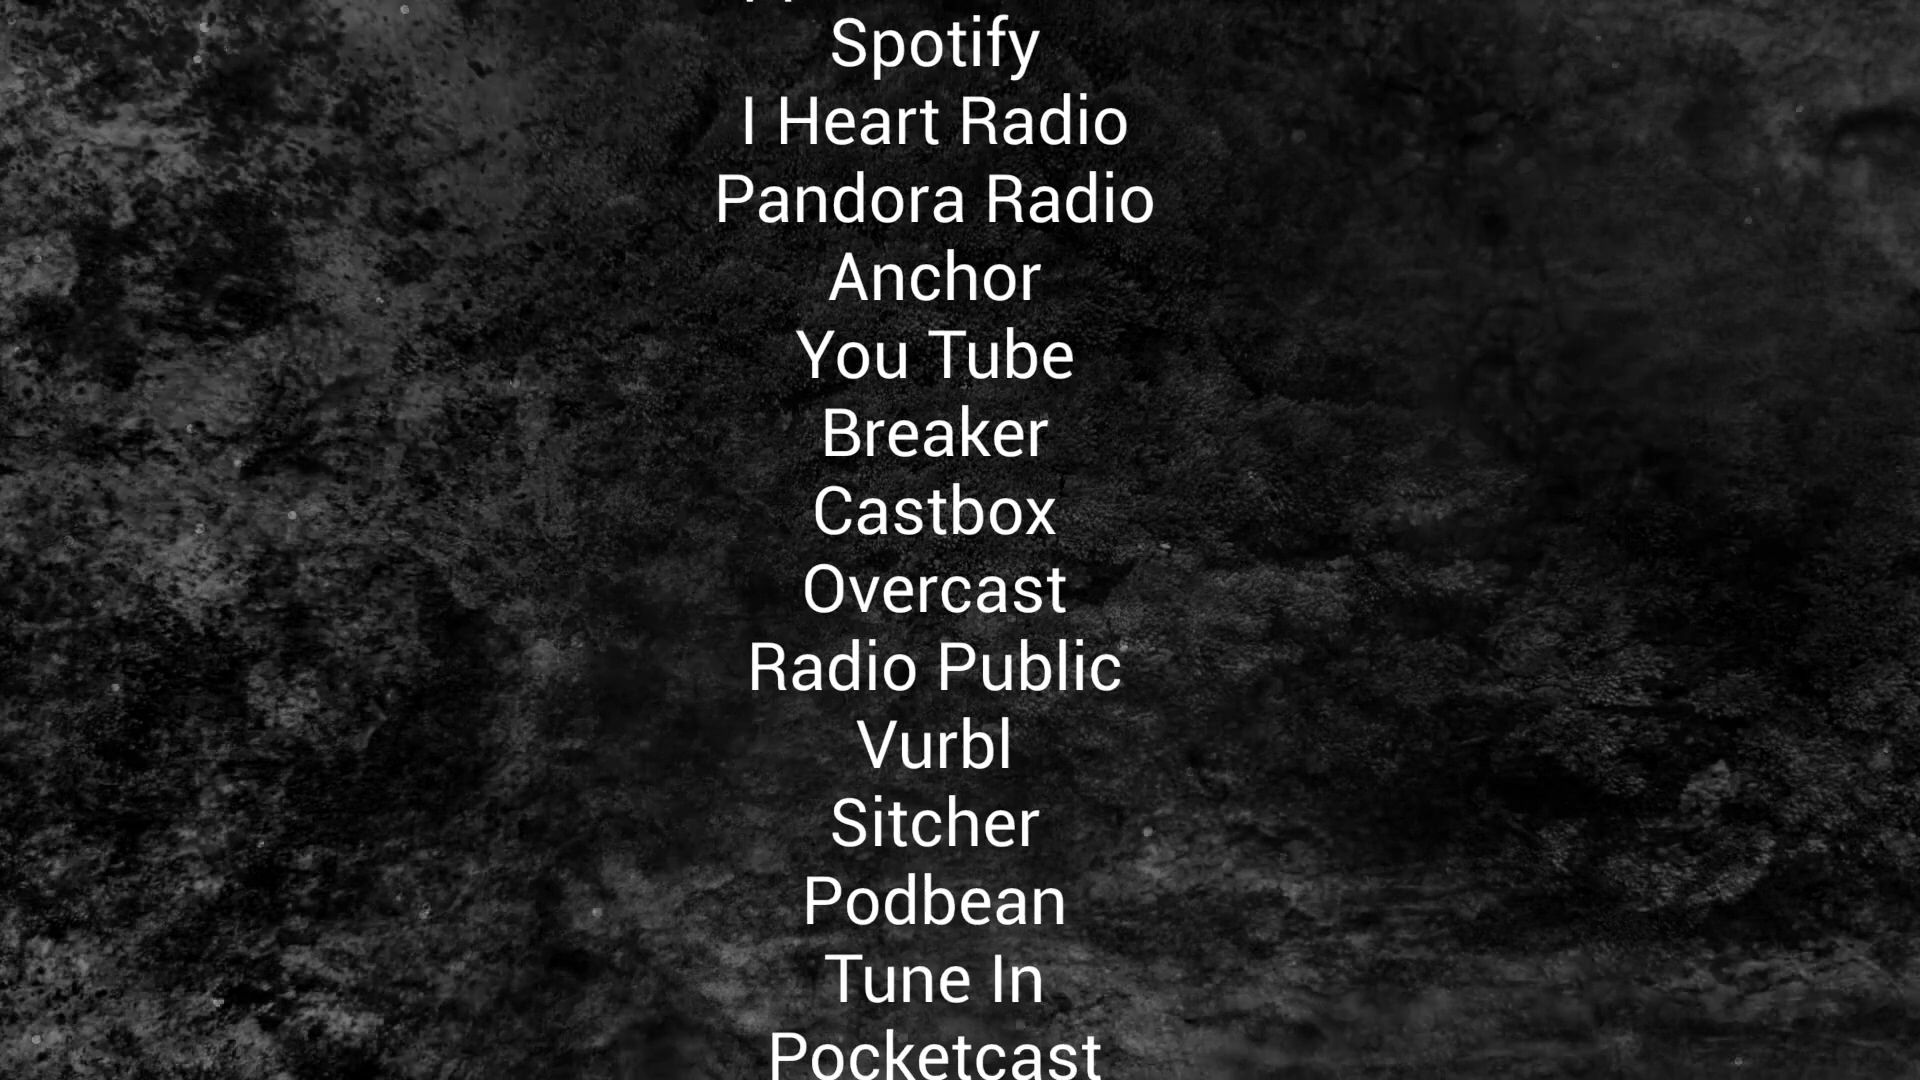 Spotify
I Heart Radio
Pandora Radio
Anchor
You Tube
Breaker
Castbox
Overcast
Radio Public
Vurbl
Sitcher
Podbean
Tune In
Pocketcast